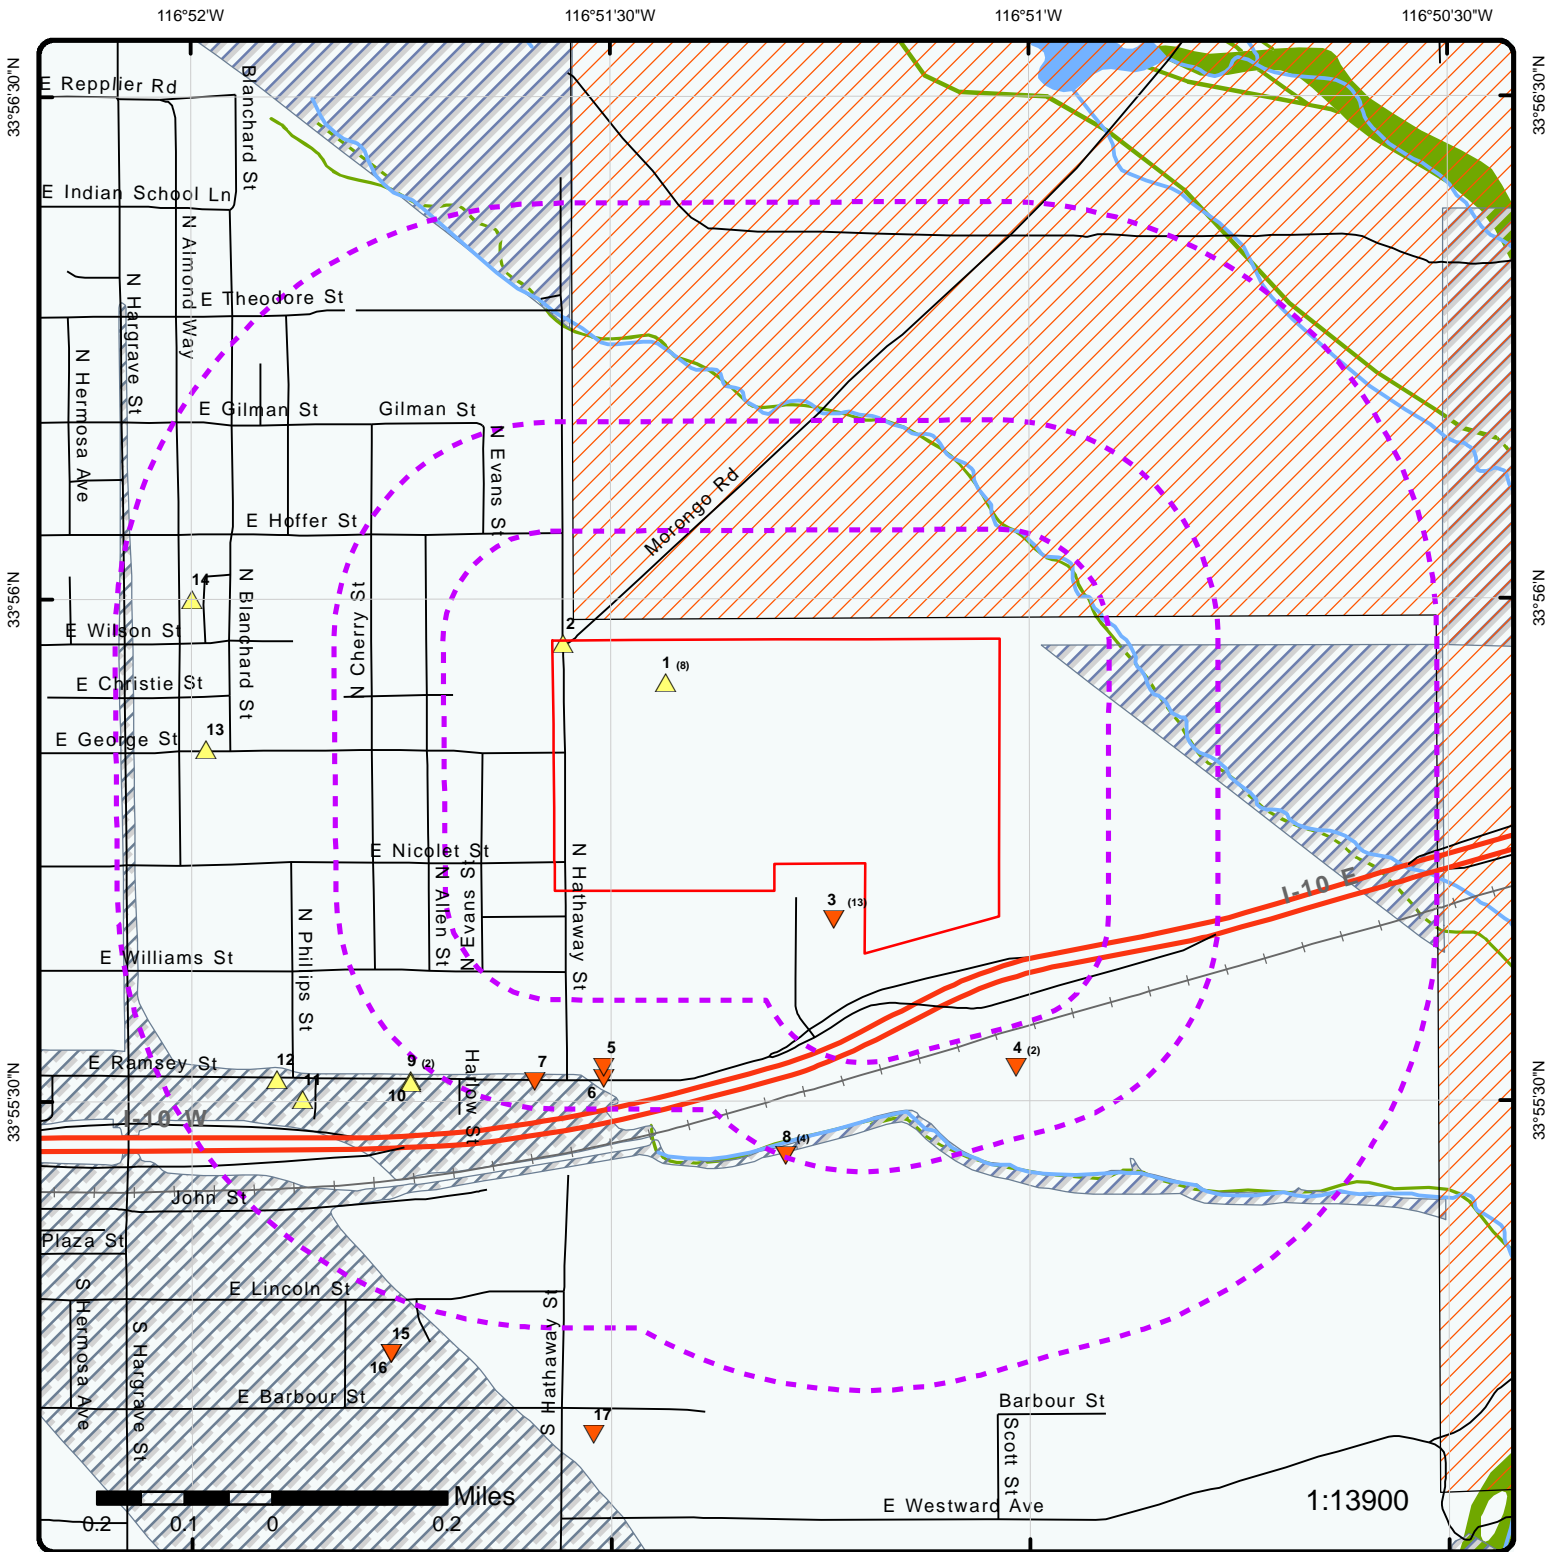 116°52'W
116°51'30"W
116°51'W
116°50'30"W
33°56'30"N
33°56'30"N
E Repplier Rd
Blanchard St
E Indian School Ln
N Almond Way
N Hargrave St
E Theodore St
N Hermosa Ave
E Gilman St
Gilman St
N Evans St
Morongo Rd
E Hoffer St
33°56'N
33°56'N
14
N Blanchard St
N Cherry St
E Wilson St
2
1 (8)
E Christie St
13
E George St
E Nicolet St
N Hathaway St
N Allen St
N Evans St
I-10 E
3 (13)
N Phillips St
E Williams St
E Ramsey St
12
11
9 (2)
10
Harlow St
7
5
6
4 (2)
33°55'30"N
33°55'30"N
I-10 W
8 (4)
John St
Plaza St
E Lincoln St
S Hermosa Ave
S Hargrave St
S Hathaway St
15
16
E Barbour St
17
Barbour St
Scott St
E Westward Ave
Miles
0.2
0.1
0
0.2
1:13900